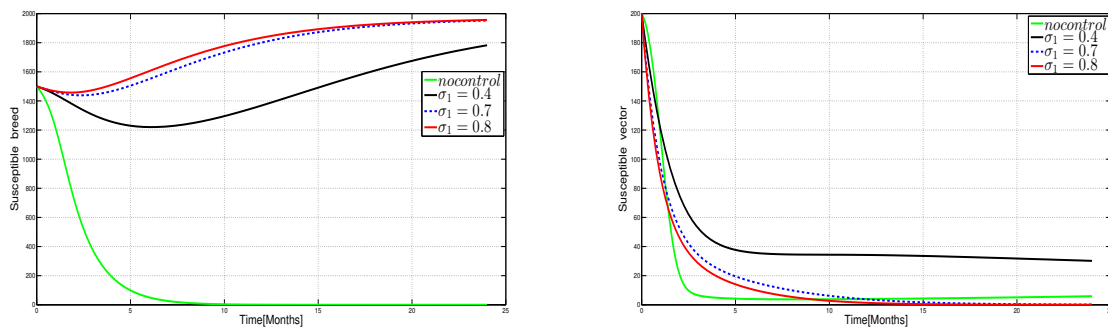 2000
1800
1600
1400
1200
1000
800
600
400
200
0
Susceptible breed
0 5 10 15 20 25
Time[Months]
nocontrol
σ₁ = 0.4
σ₁ = 0.7
σ₁ = 0.8
200
180
160
140
120
100
80
60
40
20
0
Susceptible vector
0 5 10 15 20 25
Time[Months]
nocontrol
σ₁ = 0.4
σ₁ = 0.7
σ₁ = 0.8